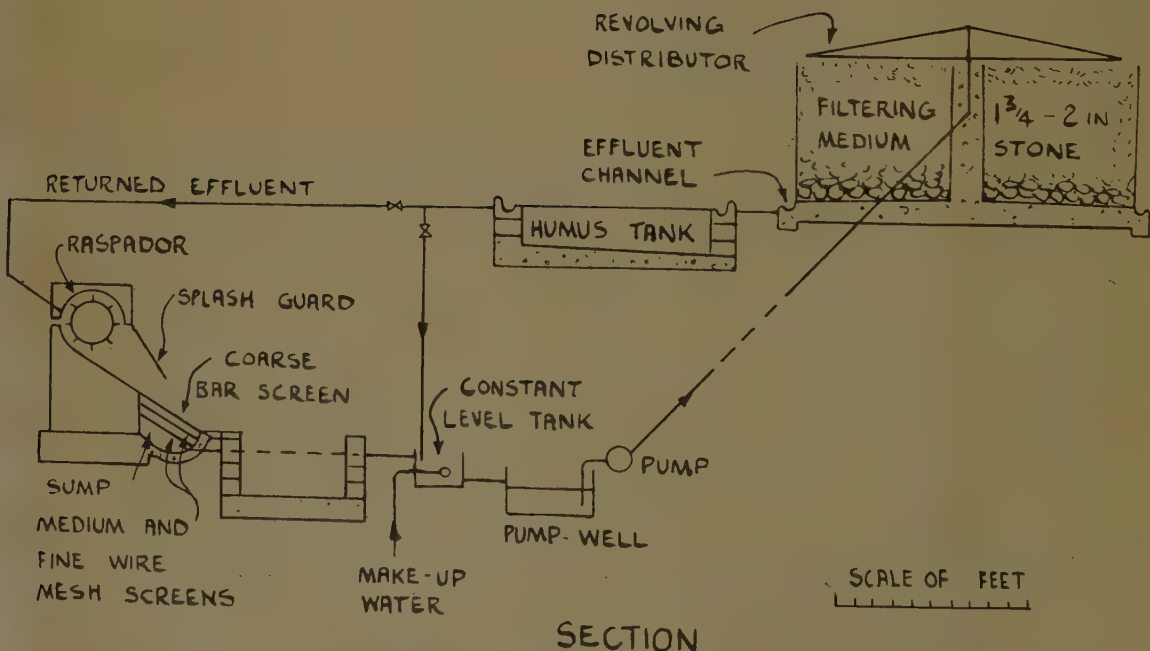 REVOLVING
DISTRIBUTOR
FILTERING
MEDIUM
1 3/4 - 2 IN
STONE
EFFLUENT
CHANNEL
RETURNED EFFLUENT
HUMUS TANK
RASPADOR
SPLASH GUARD
COARSE
BAR SCREEN
CONSTANT
LEVEL TANK
PUMP
SUMP
MEDIUM AND
FINE WIRE
MESH SCREENS
PUMP-WELL
MAKE-UP
WATER
SCALE OF FEET
SECTION